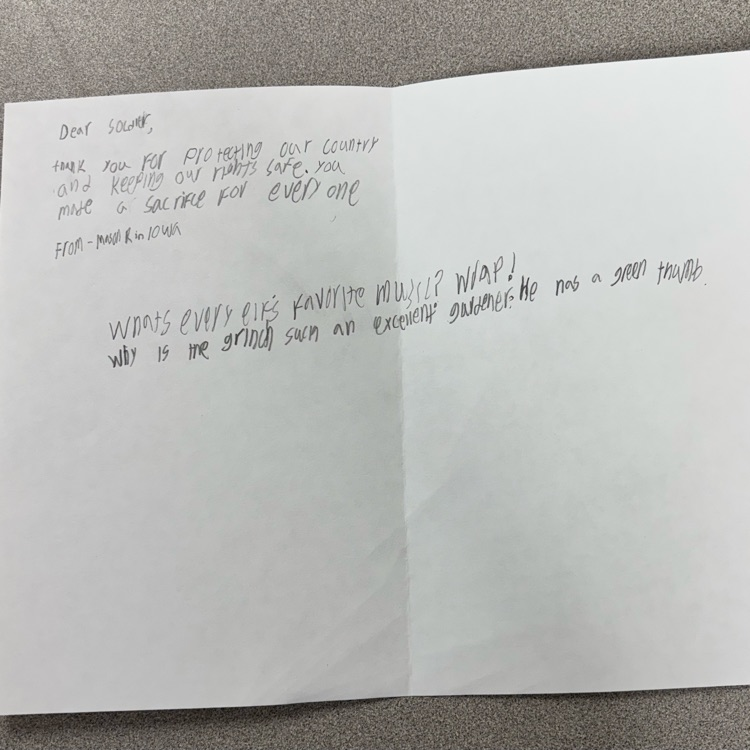 Dear soldier,
thank you for protecting our country
and keeping our rights safe. you
made a sacrifice for every one
From - in Iowa
Whats every elf's favorite music? Wrap!
Why is the grinch such an excellent gardener? He has a green thumb.